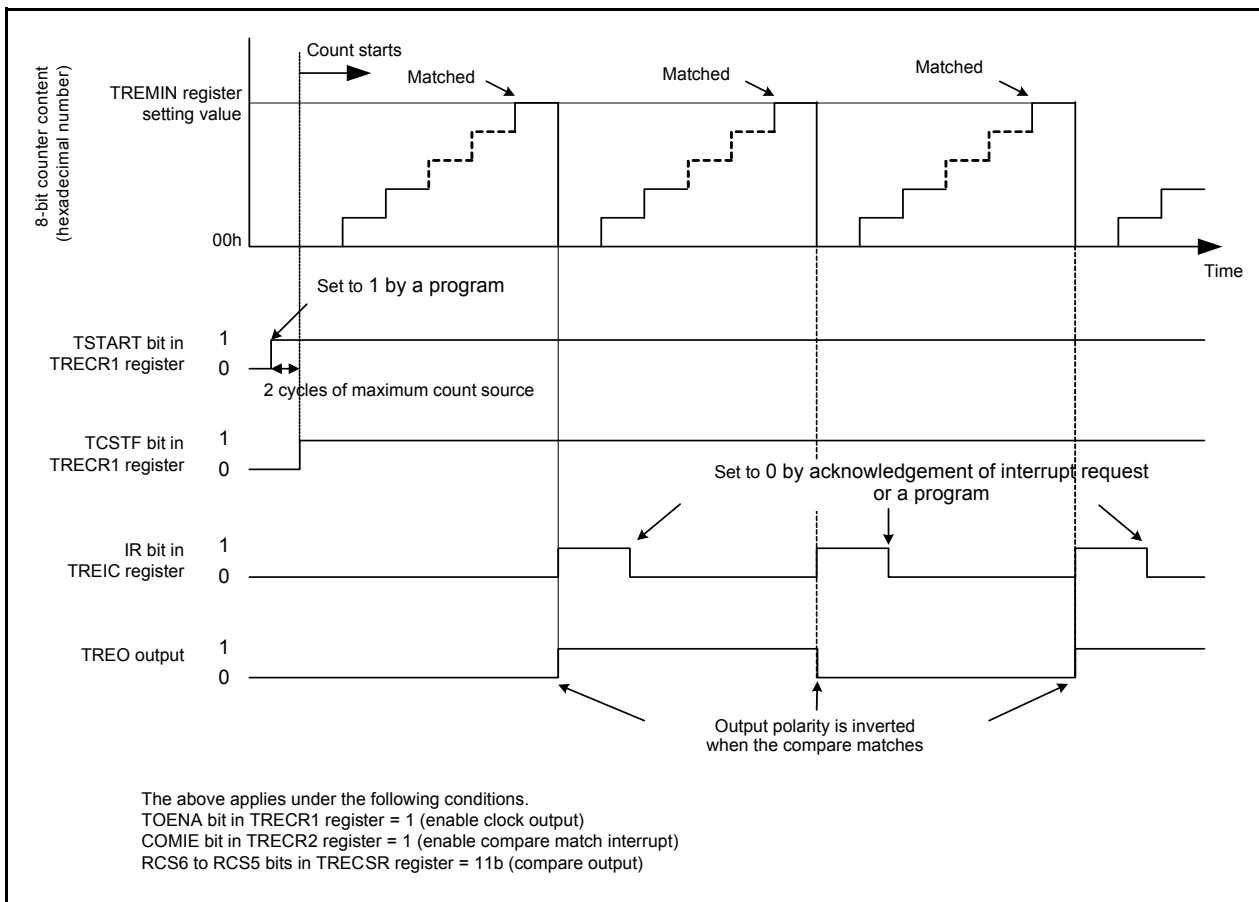 Count starts
Matched
Matched
Matched
8-bit counter content
(hexadecimal number)
TREMIN register
setting value
00h
Time
Set to 1 by a program
TSTART bit in
TRECR1 register
1
0
2 cycles of maximum count source
TCSTF bit in
TRECR1 register
1
0
Set to 0 by acknowledgement of interrupt request
or a program
IR bit in
TREIC register
1
0
TREO output
1
0
Output polarity is inverted
when the compare matches
The above applies under the following conditions.
TOENA bit in TRECR1 register = 1 (enable clock output)
COMIE bit in TRECR2 register = 1 (enable compare match interrupt)
RCS6 to RCS5 bits in TRECSR register = 11b (compare output)